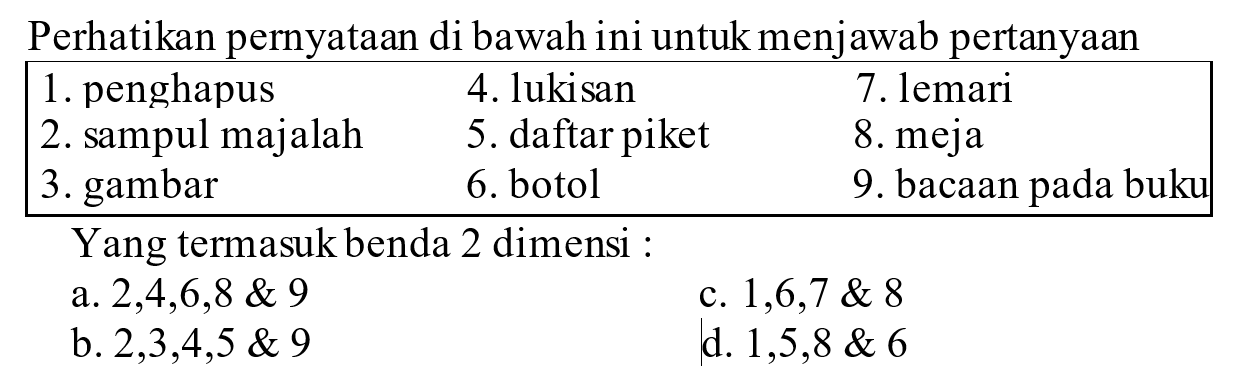 Perhatikan pernyataan di bawah ini untuk menjawab pertanyaan
1. penghapus 4. lukisan 7. lemari
2. sampul majalah 5. daftar piket 8. meja
3. gambar 6. botol 9. bacaan pada buku
Yang termasuk benda 2 dimensi :
a. 2,4,6,8 & 9 c. 1,6,7 & 8
b. 2,3,4,5 & 9 d. 1,5,8 & 6